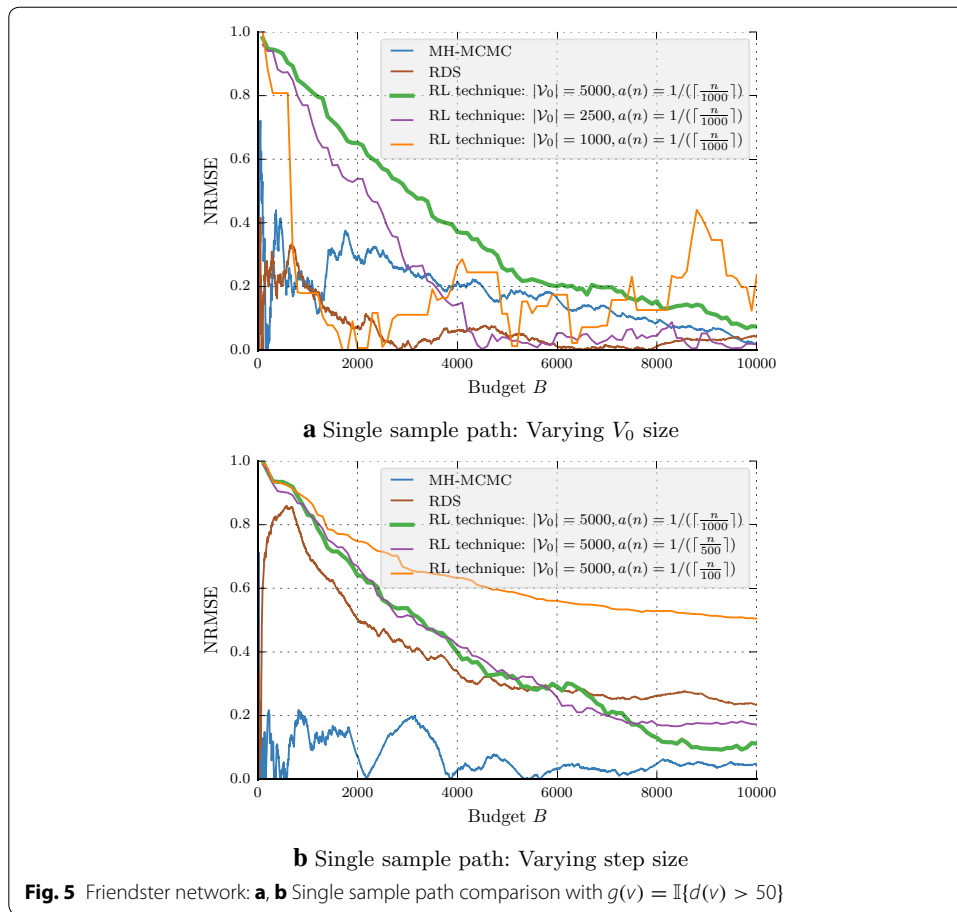 1.0
0.8
0.6
0.4
0.2
0.0
NRMSE
MH-MCMC
RDS
RL technique: |𝒱₀| = 5000, a(n) = 1/(⌈n/1000⌉)
RL technique: |𝒱₀| = 2500, a(n) = 1/(⌈n/1000⌉)
RL technique: |𝒱₀| = 1000, a(n) = 1/(⌈n/1000⌉)
0 2000 4000 6000 8000 10000
Budget B
a Single sample path: Varying V₀ size
1.0
0.8
0.6
0.4
0.2
0.0
NRMSE
MH-MCMC
RDS
RL technique: |𝒱₀| = 5000, a(n) = 1/(⌈n/1000⌉)
RL technique: |𝒱₀| = 5000, a(n) = 1/(⌈n/500⌉)
RL technique: |𝒱₀| = 5000, a(n) = 1/(⌈n/100⌉)
0 2000 4000 6000 8000 10000
Budget B
b Single sample path: Varying step size
Fig. 5 Friendster network: a, b Single sample path comparison with g(v) = 𝕀{d(v) > 50}